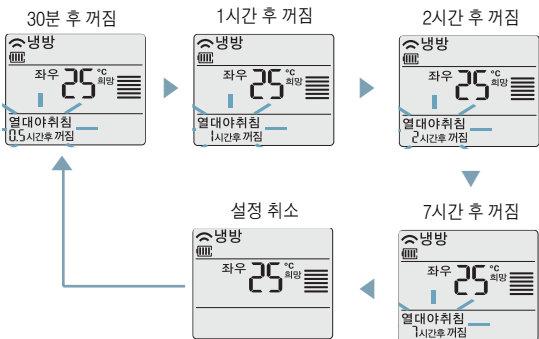 30분 후 꺼짐
냉방
좌우 25 °C 희망
열대야취침
0.5시간후 꺼짐
1시간 후 꺼짐
냉방
좌우 25 °C 희망
열대야취침
1시간후 꺼짐
2시간 후 꺼짐
냉방
좌우 25 °C 희망
열대야취침
2시간후 꺼짐
7시간 후 꺼짐
냉방
좌우 25 °C 희망
열대야취침
7시간후 꺼짐
설정 취소
냉방
좌우 25 °C 희망